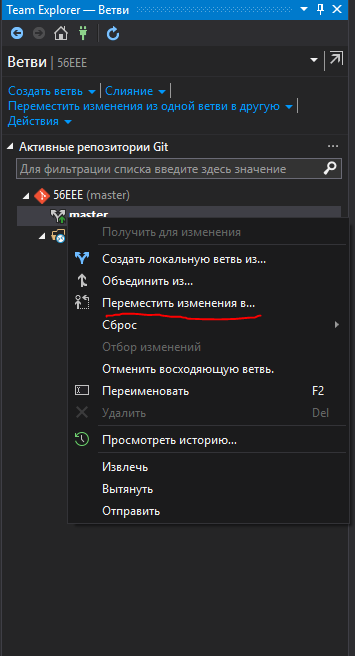 Team Explorer — Ветви
Ветви | 56EEE
Создать ветвь | Слияние
Переместить изменения из одной ветви в другую
Действия
Активные репозитории Git
Для фильтрации списка введите здесь значение
56EEE (master)
master
Получить для изменения
Создать локальную ветвь из...
Объединить из...
Переместить изменения в...
Сброс
Отбор изменений
Отменить восходяющую ветвь.
Переименовать F2
Удалить Del
Просмотреть историю...
Извлечь
Вытянуть
Отправить